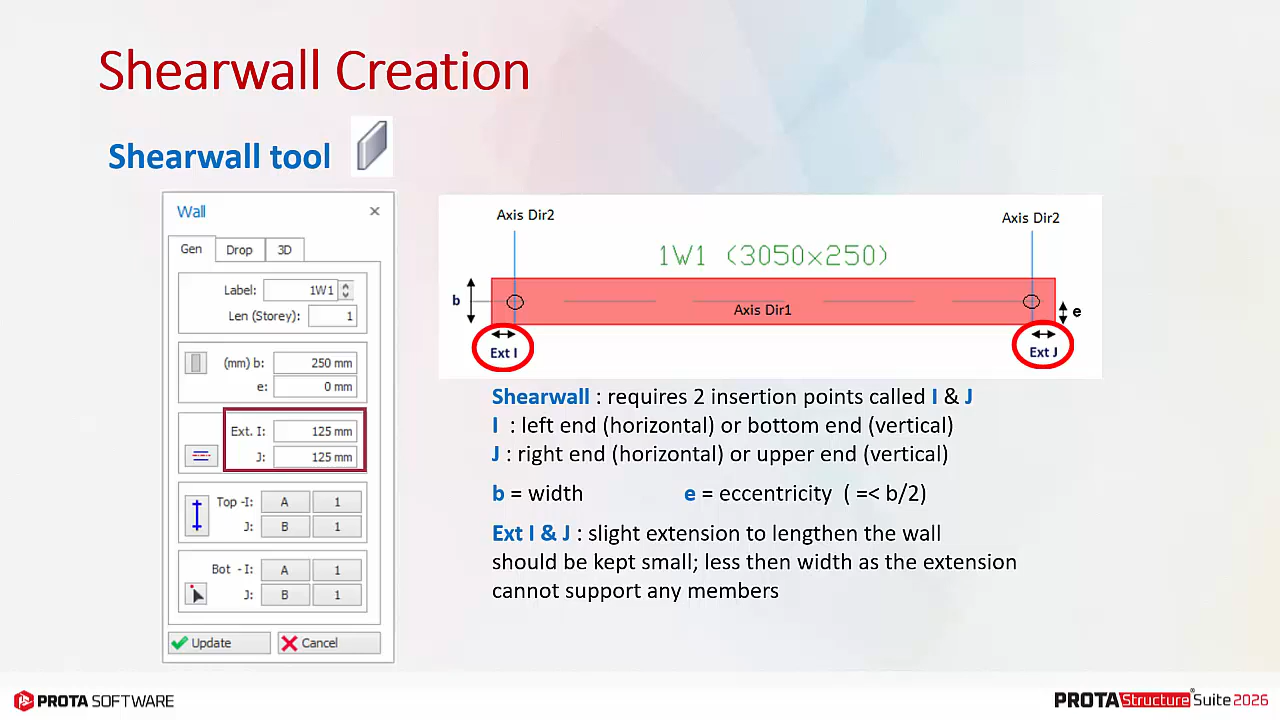 Shearwall Creation
Shearwall tool
Wall
Gen Drop 3D
Label: 1W1
Len (Storey): 1
(mm) b: 250 mm
e: 0 mm
Ext. I: 125 mm
J: 125 mm
Top -I: A 1
J: B 1
Bot - I: A 1
J: B 1
Update Cancel
Axis Dir2 Axis Dir2
1W1 (3050x250)
b Axis Dir1 e
Ext I Ext J
Shearwall : requires 2 insertion points called I & J
I : left end (horizontal) or bottom end (vertical)
J : right end (horizontal) or upper end (vertical)
b = width e = eccentricity ( =< b/2)
Ext I & J : slight extension to lengthen the wall
should be kept small; less then width as the extension
cannot support any members
PROTA SOFTWARE
PROTAStructure®Suite2026